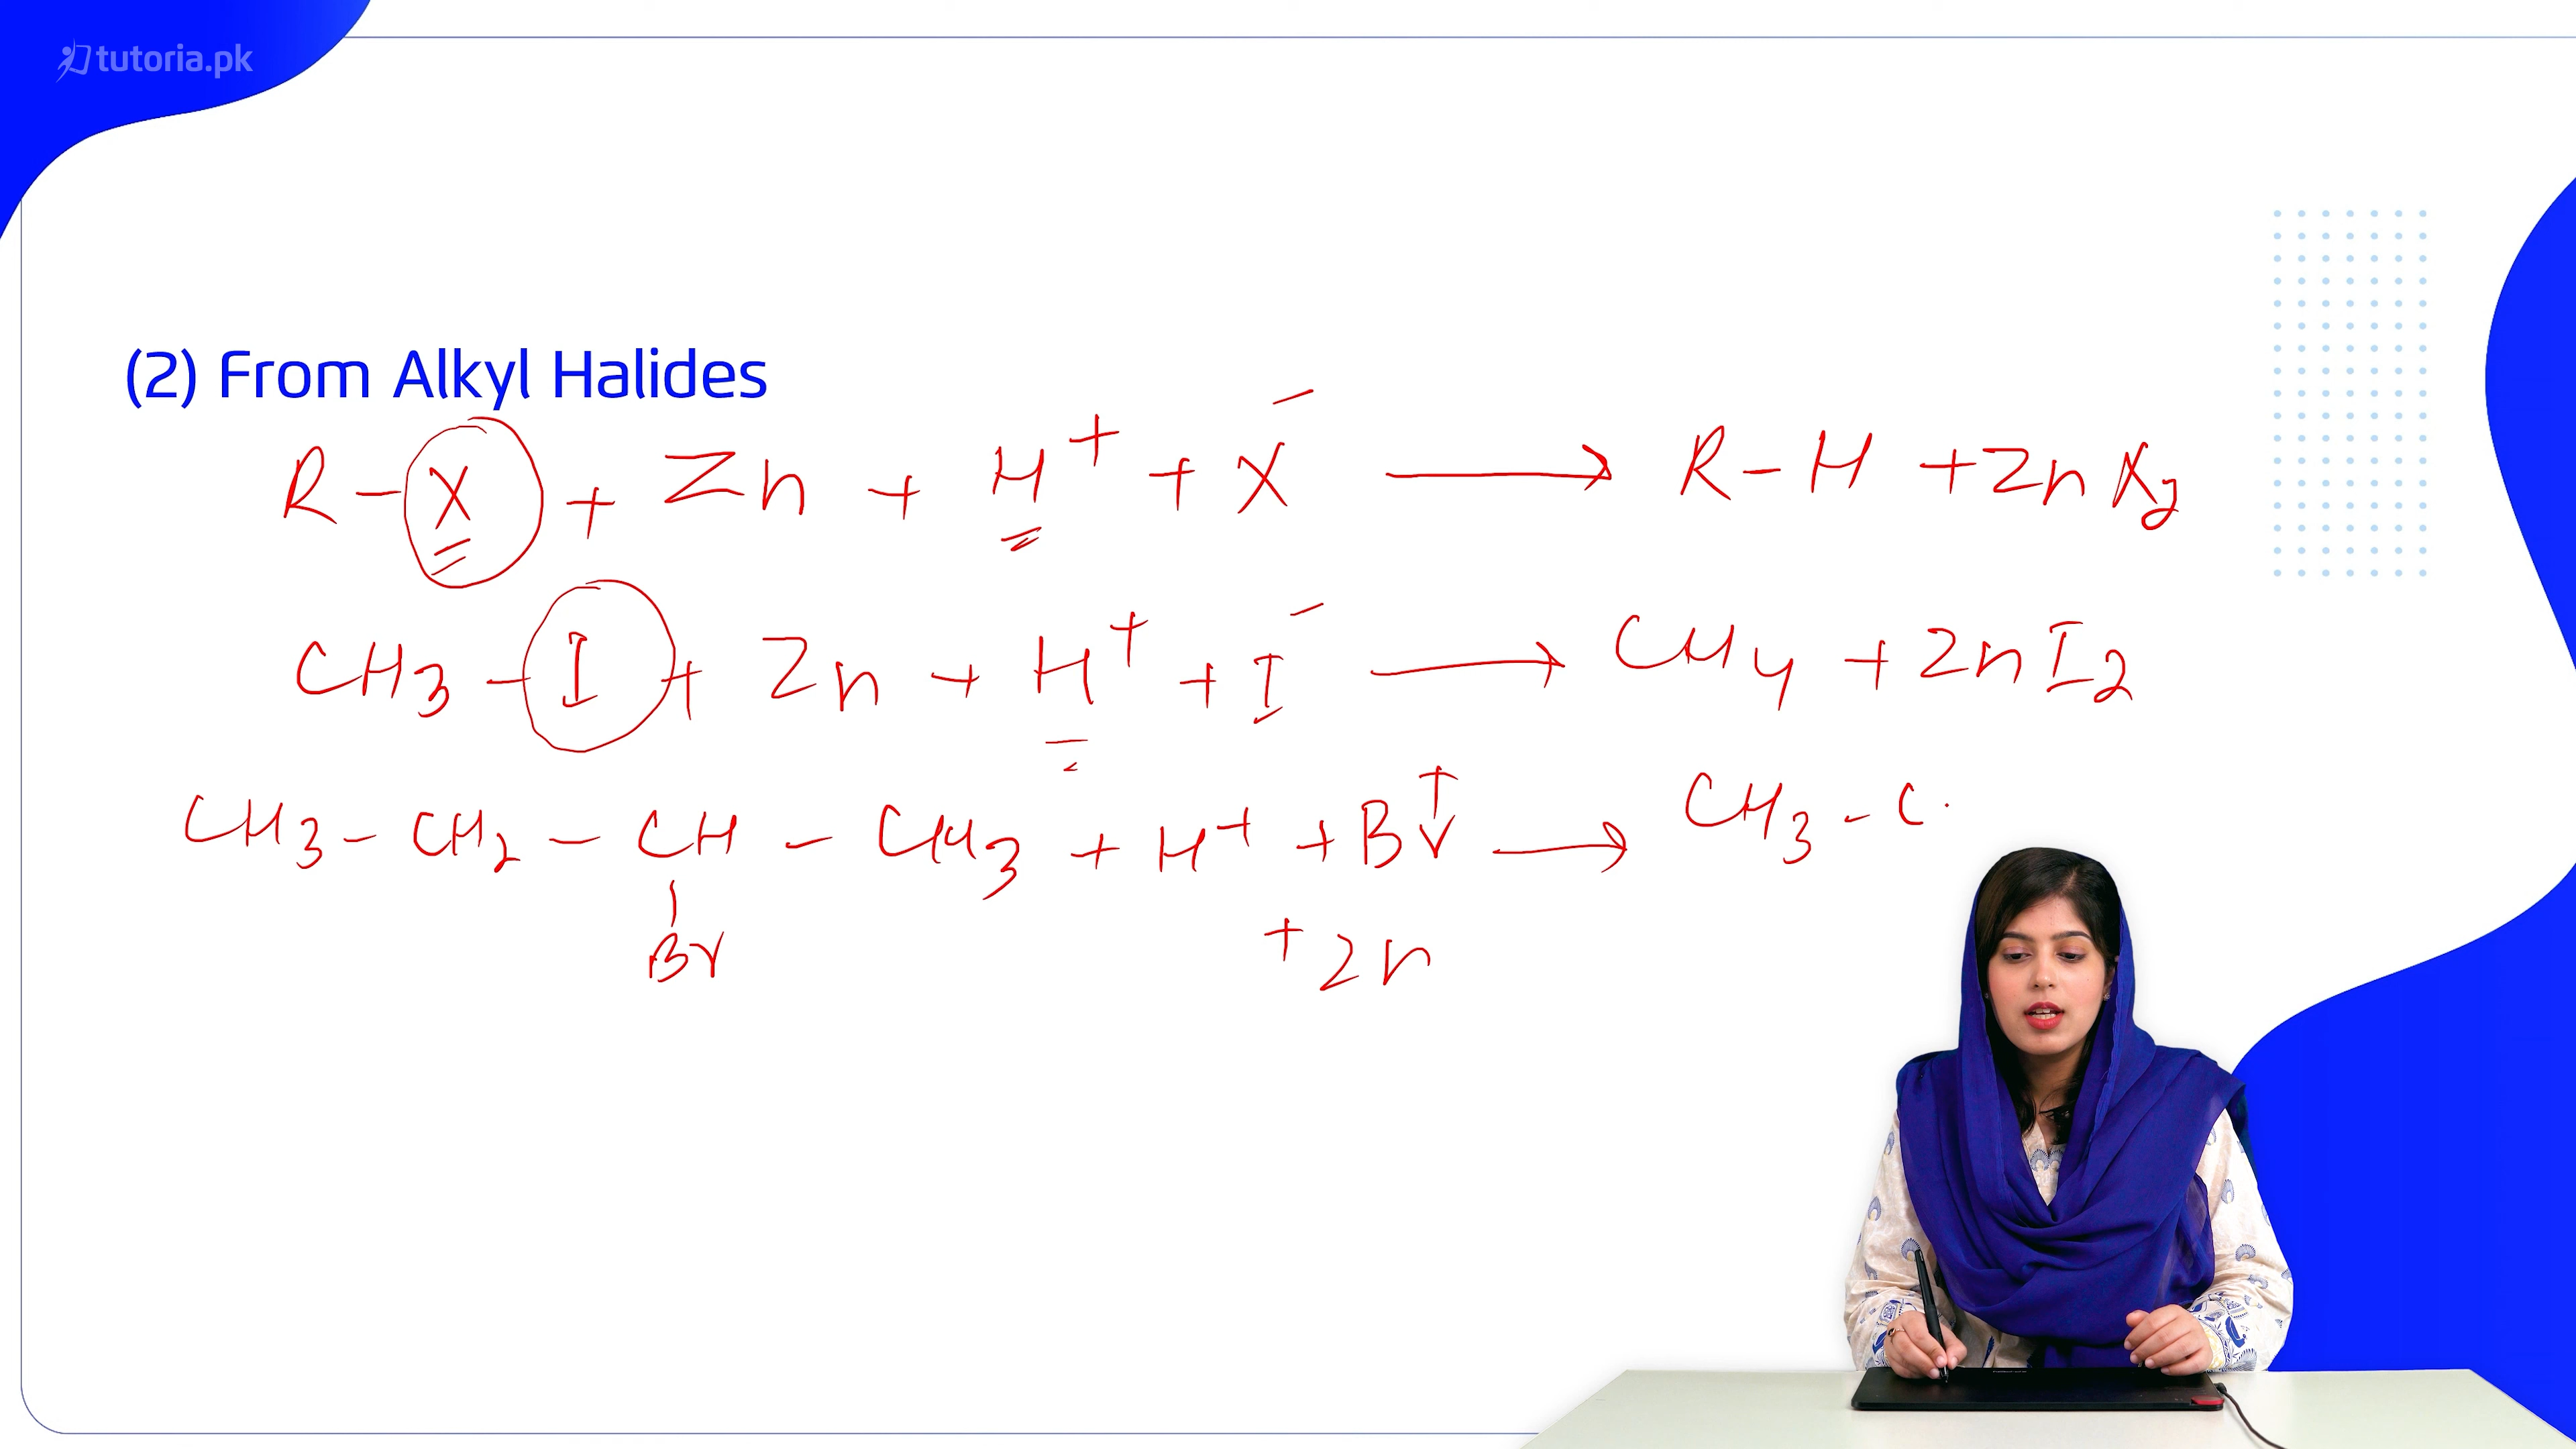 tutoria.pk
(2) From Alkyl Halides
R-X + Zn + H⁺ + X⁻ → R-H + ZnX₂
CH₃-I + Zn + H⁺ + I⁻ → CH₄ + ZnI₂
CH₃ - CH₂ - CH - CH₃ + H⁺ + Br → CH₃ - C
Br
+ Zn